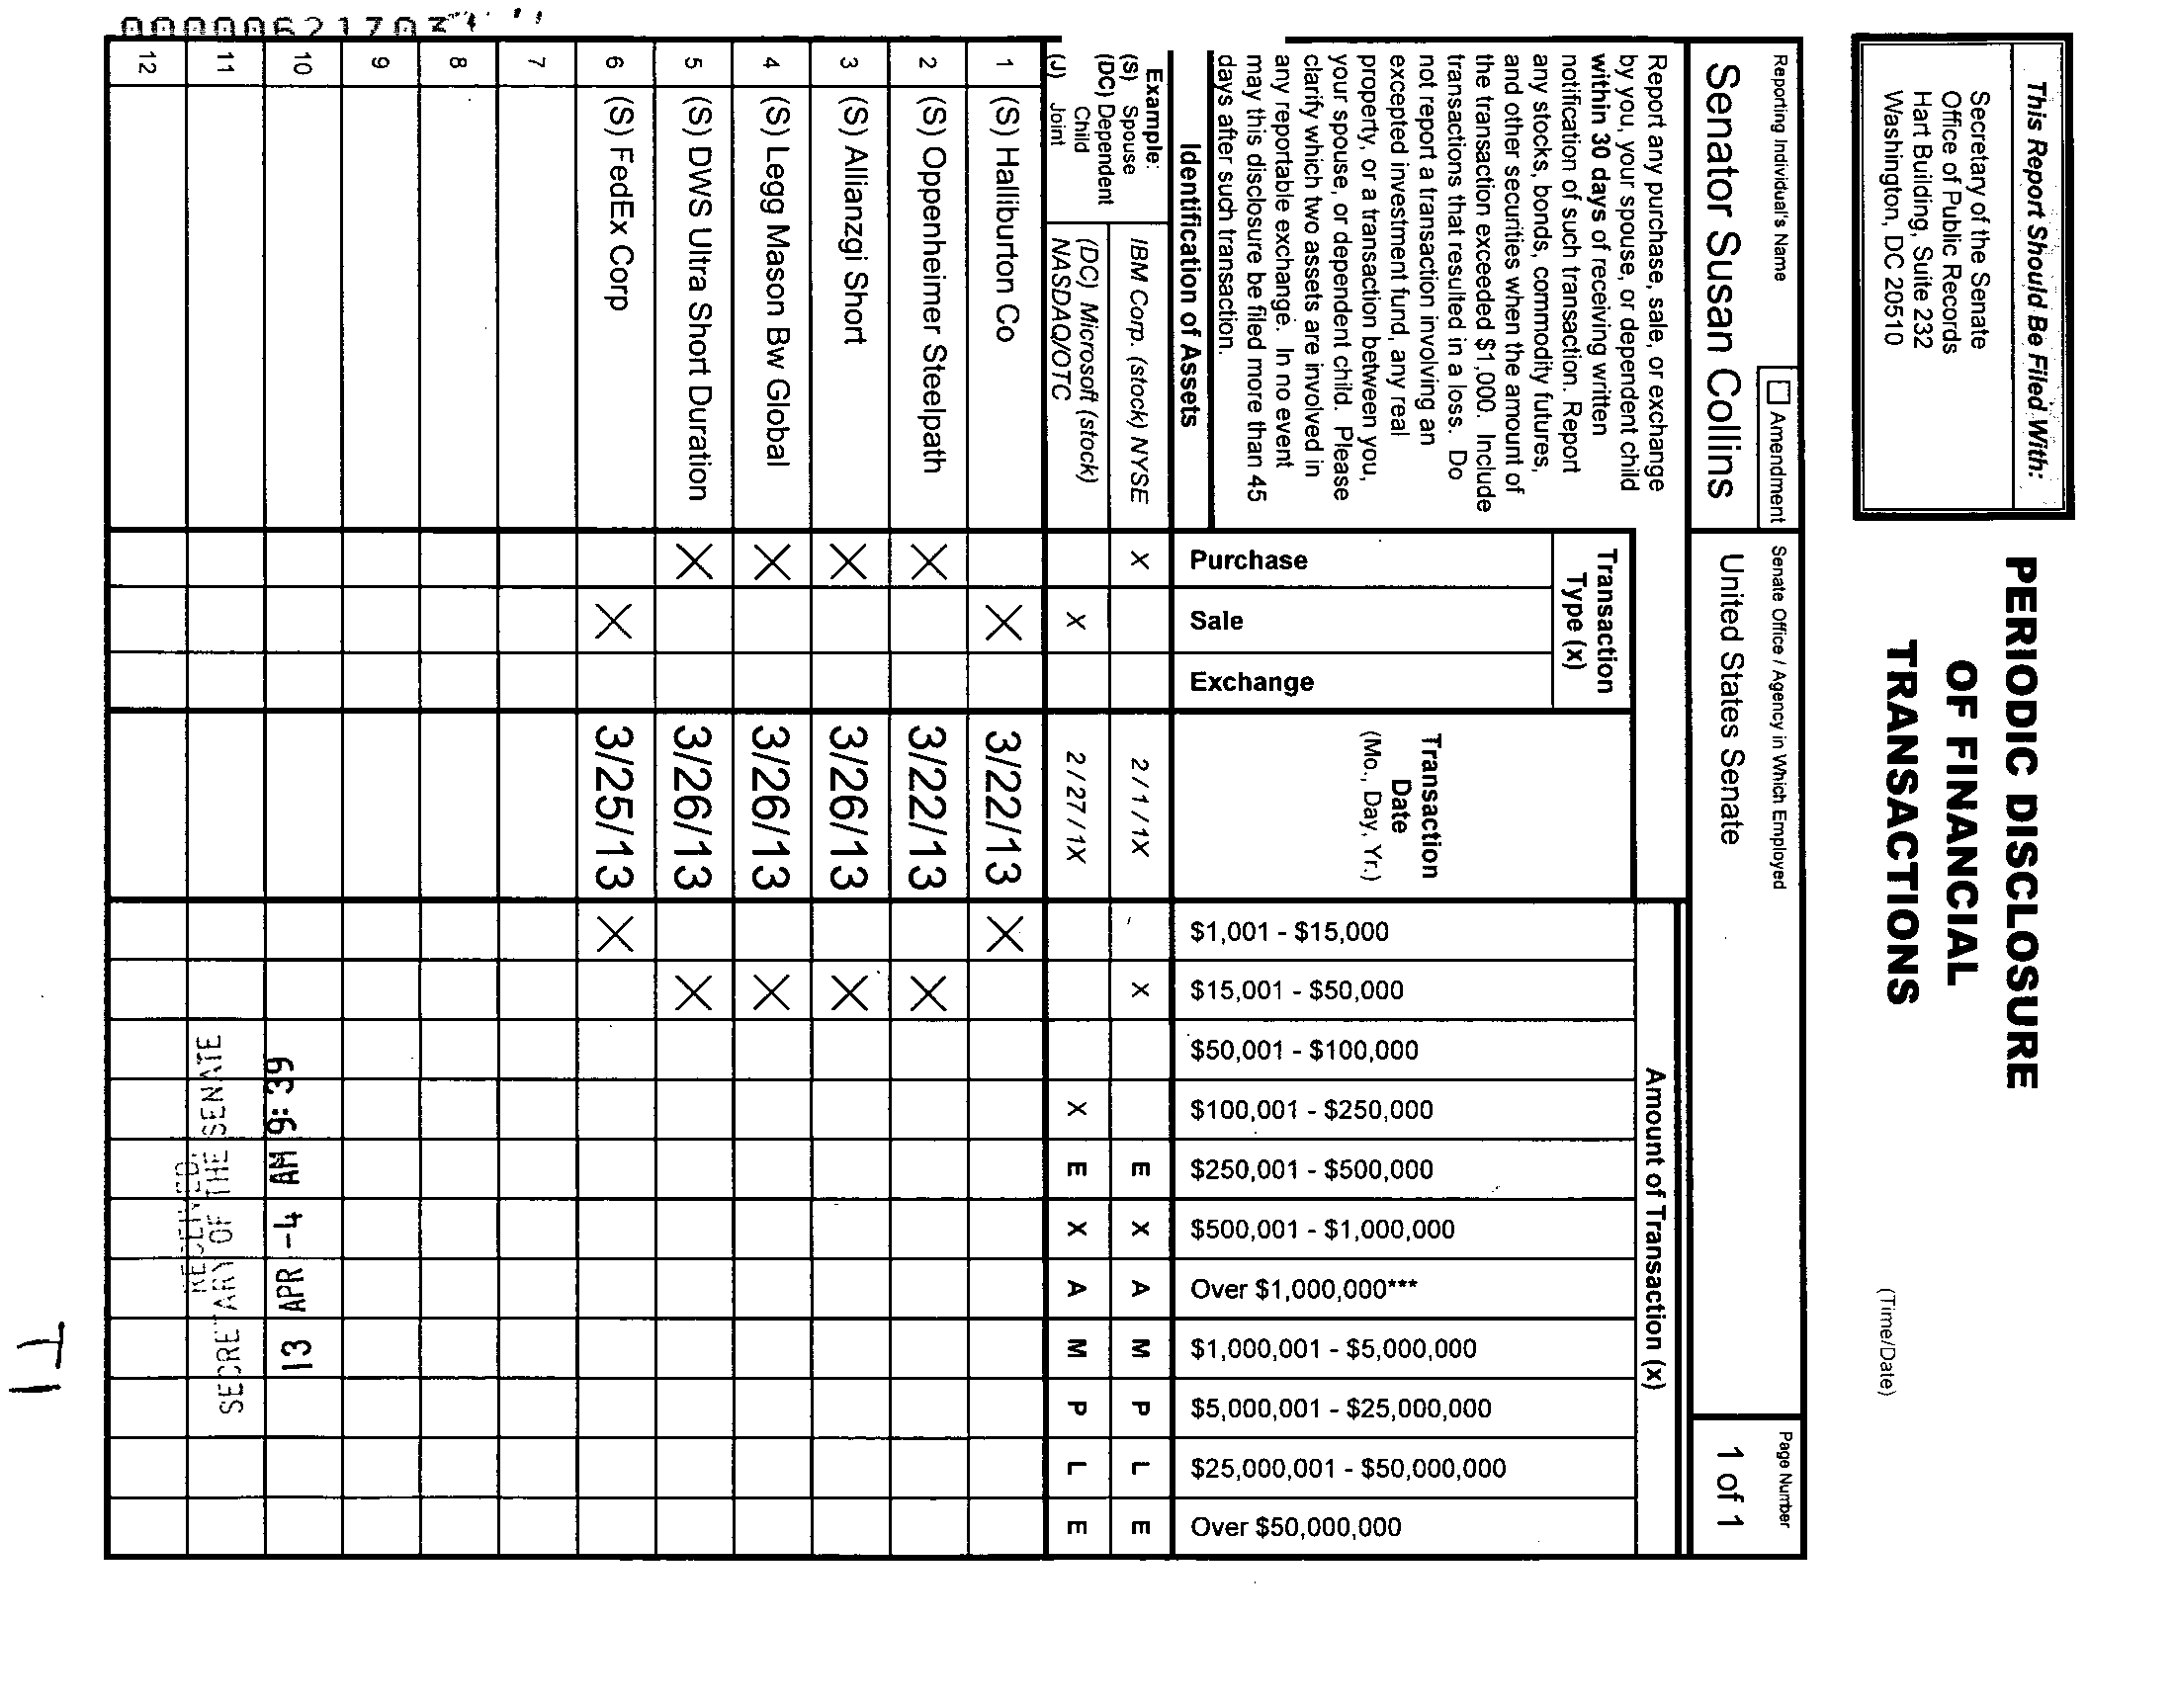 This Report Should Be Filed With:
Secretary of the Senate
Office of Public Records
Hart Building, Suite 232
Washington, DC 20510
PERIODIC DISCLOSURE
OF FINANCIAL
TRANSACTIONS
(Time/Date)
Reporting Individual's Name
☐ Amendment
Senate Office / Agency in Which Employed
Page Number
Senator Susan Collins
United States Senate
1 of 1
Report any purchase, sale, or exchange
by you, your spouse, or dependent child
within 30 days of receiving written
notification of such transaction. Report
any stocks, bonds, commodity futures,
and other securities when the amount of
the transaction exceeded $1,000. Include
transactions that resulted in a loss. Do
not report a transaction involving an
excepted investment fund, any real
property, or a transaction between you,
your spouse, or dependent child. Please
clarify which two assets are involved in
any reportable exchange. In no event
may this disclosure be filed more than 45
days after such transaction.
Identification of Assets
Transaction
Type (x)
Purchase
Sale
Exchange
Transaction
Date
(Mo., Day, Yr.)
Amount of Transaction (x)
$1,001 - $15,000
$15,001 - $50,000
$50,001 - $100,000
$100,001 - $250,000
$250,001 - $500,000
$500,001 - $1,000,000
Over $1,000,000***
$1,000,001 - $5,000,000
$5,000,001 - $25,000,000
$25,000,001 - $50,000,000
Over $50,000,000
Example:
(S) Spouse
(DC) Dependent
Child
(J) Joint
IBM Corp. (stock) NYSE X 2/1/1X X E X A M P L E
(DC) Microsoft (stock)
NASDAQ/OTC X 2/27/1X X E X A M P L E
1 (S) Halliburton Co X 3/22/13 X
2 (S) Oppenheimer Steelpath X 3/22/13 X
3 (S) Allianzgi Short X 3/26/13 X
4 (S) Legg Mason Bw Global X 3/26/13 X
5 (S) DWS Ultra Short Duration X 3/26/13 X
6 (S) FedEx Corp X 3/25/13 X
7
8
9
10
11
12
SECRETARY OF THE SENATE
RECEIVED
13 APR -4 AM 9:39
00000621703